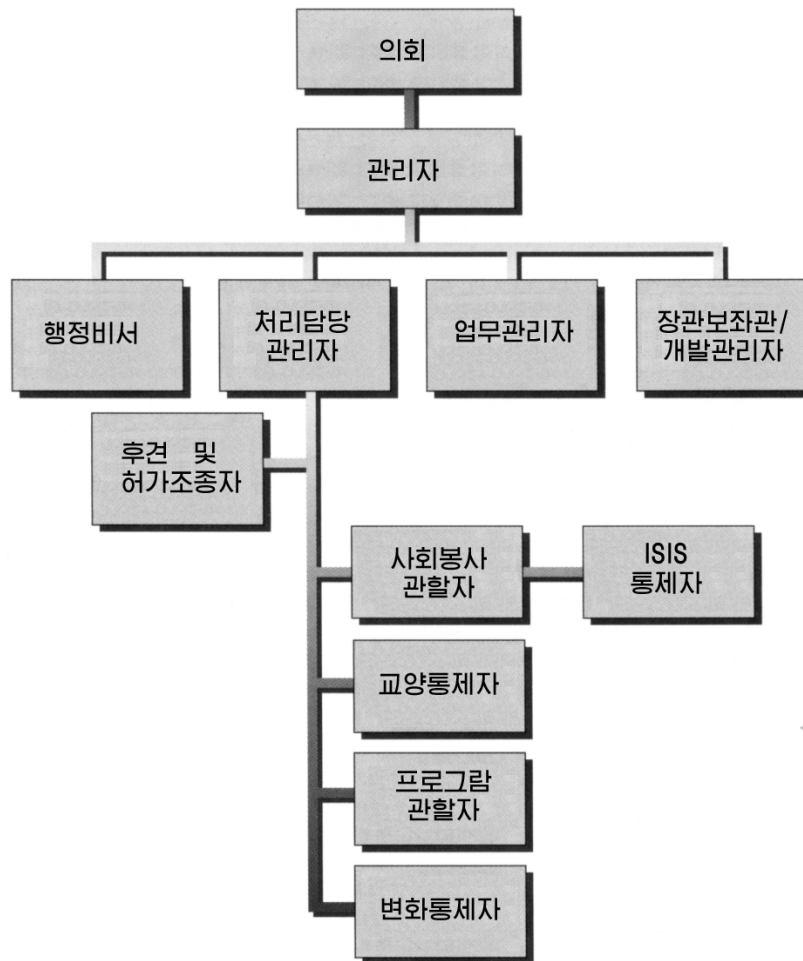 의회
관리자
행정비서
처리담당
관리자
업무관리자
장관보좌관/
개발관리자
후견 및
허가조종자
사회봉사
관할자
ISIS
통제자
교양통제자
프로그람
관할자
변화통제자